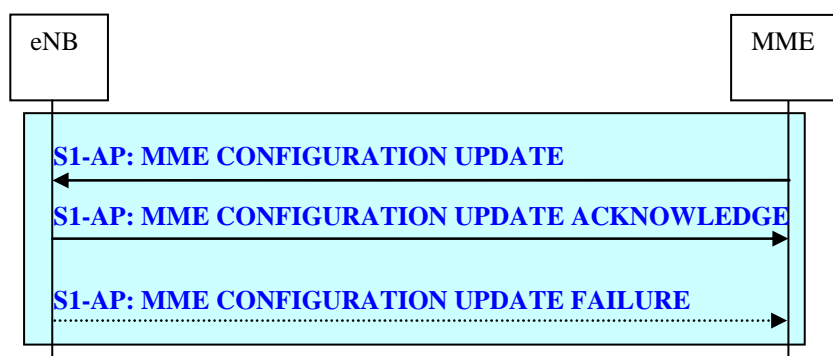 eNB
MME
S1-AP: MME CONFIGURATION UPDATE
S1-AP: MME CONFIGURATION UPDATE ACKNOWLEDGE
S1-AP: MME CONFIGURATION UPDATE FAILURE